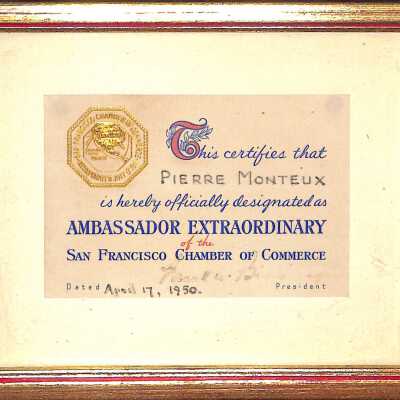 This certifies that
PIERRE MONTEUX
is hereby officially designated as
AMBASSADOR EXTRAORDINARY
of the
SAN FRANCISCO CHAMBER OF COMMERCE
Dated April 17, 1950. President